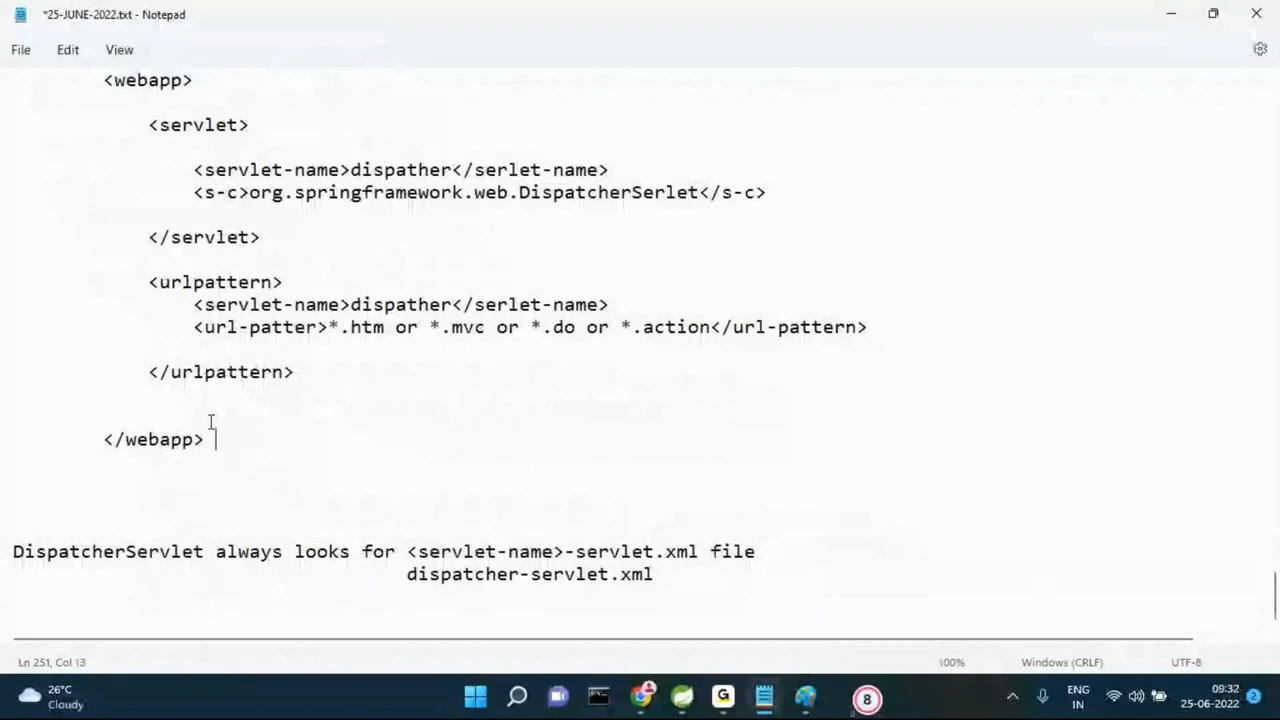 *25-JUNE-2022.txt - Notepad
File Edit View
<webapp>
<servlet>
<servlet-name>dispather</serlet-name>
<s-c>org.springframework.web.DispatcherSerlet</s-c>
</servlet>
<urlpattern>
<servlet-name>dispather</serlet-name>
<url-patter>*.htm or *.mvc or *.do or *.action</url-pattern>
</urlpattern>
</webapp>
DispatcherServlet always looks for <servlet-name>-servlet.xml file
dispatcher-servlet.xml
Ln 251, Col 13 100% Windows (CRLF) UTF-8
26°C
Cloudy
G
8
ENG
IN
09:32
25-06-2022
2